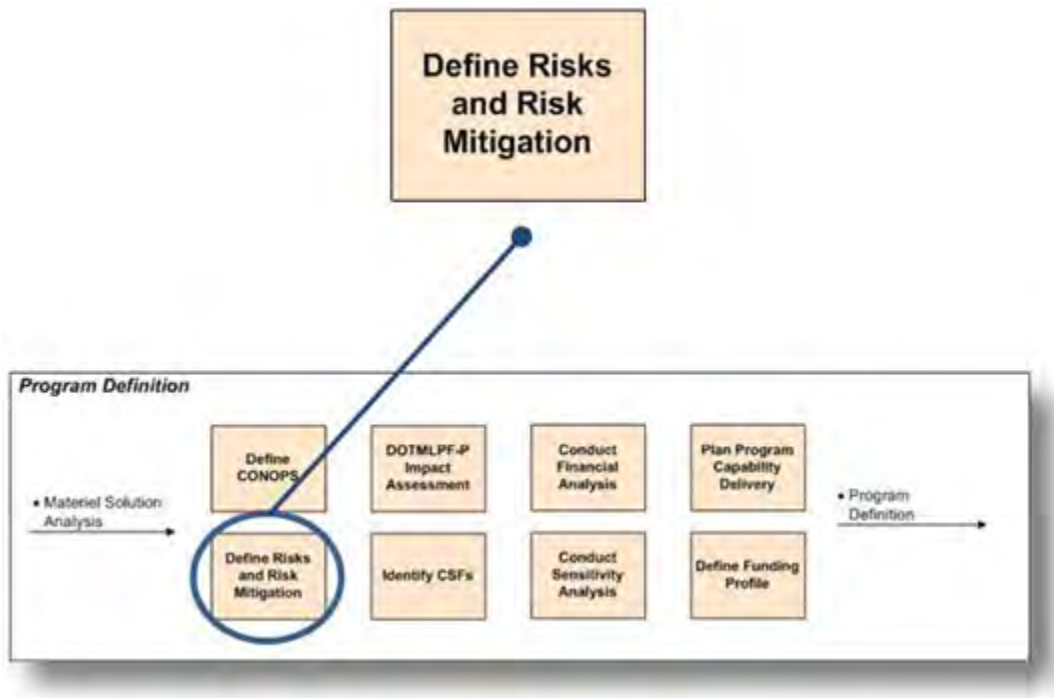 Define Risks
and Risk
Mitigation
Program Definition
• Materiel Solution
Analysis
Define
CONOPS
DOTMLPF-P
Impact
Assessment
Conduct
Financial
Analysis
Plan Program
Capability
Delivery
• Program
Definition
Define Risks
and Risk
Mitigation
Identify CSFs
Conduct
Sensitivity
Analysis
Define Funding
Profile